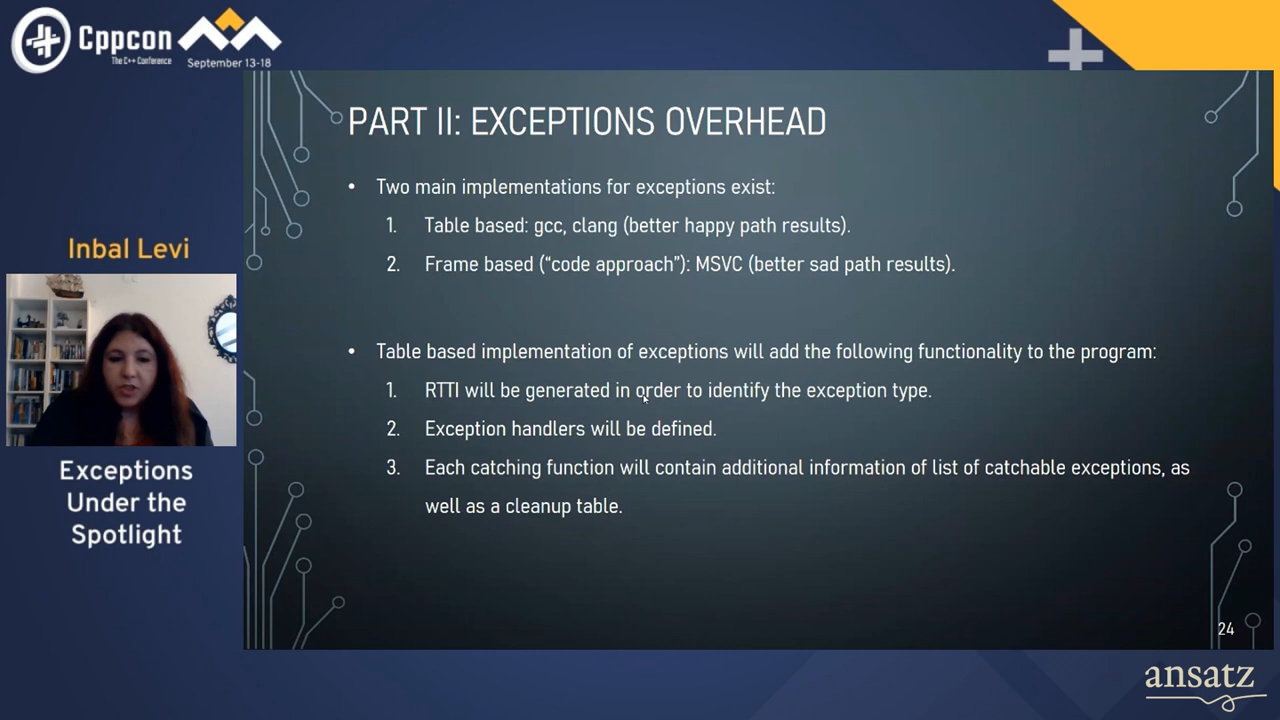 Cppcon
The C++ Conference
September 13-18
PART II: EXCEPTIONS OVERHEAD
• Two main implementations for exceptions exist:
1. Table based: gcc, clang (better happy path results).
2. Frame based (“code approach”): MSVC (better sad path results).
• Table based implementation of exceptions will add the following functionality to the program:
1. RTTI will be generated in order to identify the exception type.
2. Exception handlers will be defined.
3. Each catching function will contain additional information of list of catchable exceptions, as
well as a cleanup table.
24
Inbal Levi
Exceptions
Under the
Spotlight
ansatz